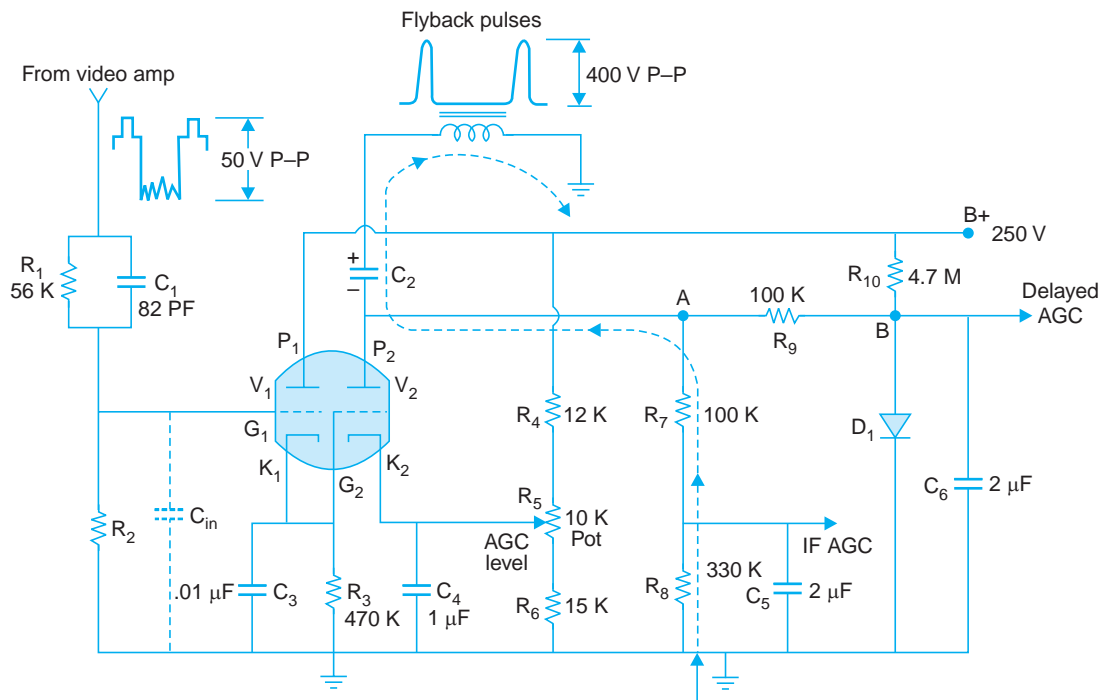 Flyback pulses
From video amp
400 V P–P
50 V P–P
+
–
C2
B+
250 V
R1
56 K
C1
82 PF
R10
4.7 M
A
100 K
R9
B
Delayed
AGC
P1
P2
V1
V2
G1
K1
K2
G2
R4
12 K
R7
100 K
D1
C6
2 μF
R2
Cin
R5
10 K
Pot
AGC
level
IF AGC
.01 μF
C3
R3
470 K
C4
1 μF
R6
15 K
R8
330 K
C5
2 μF